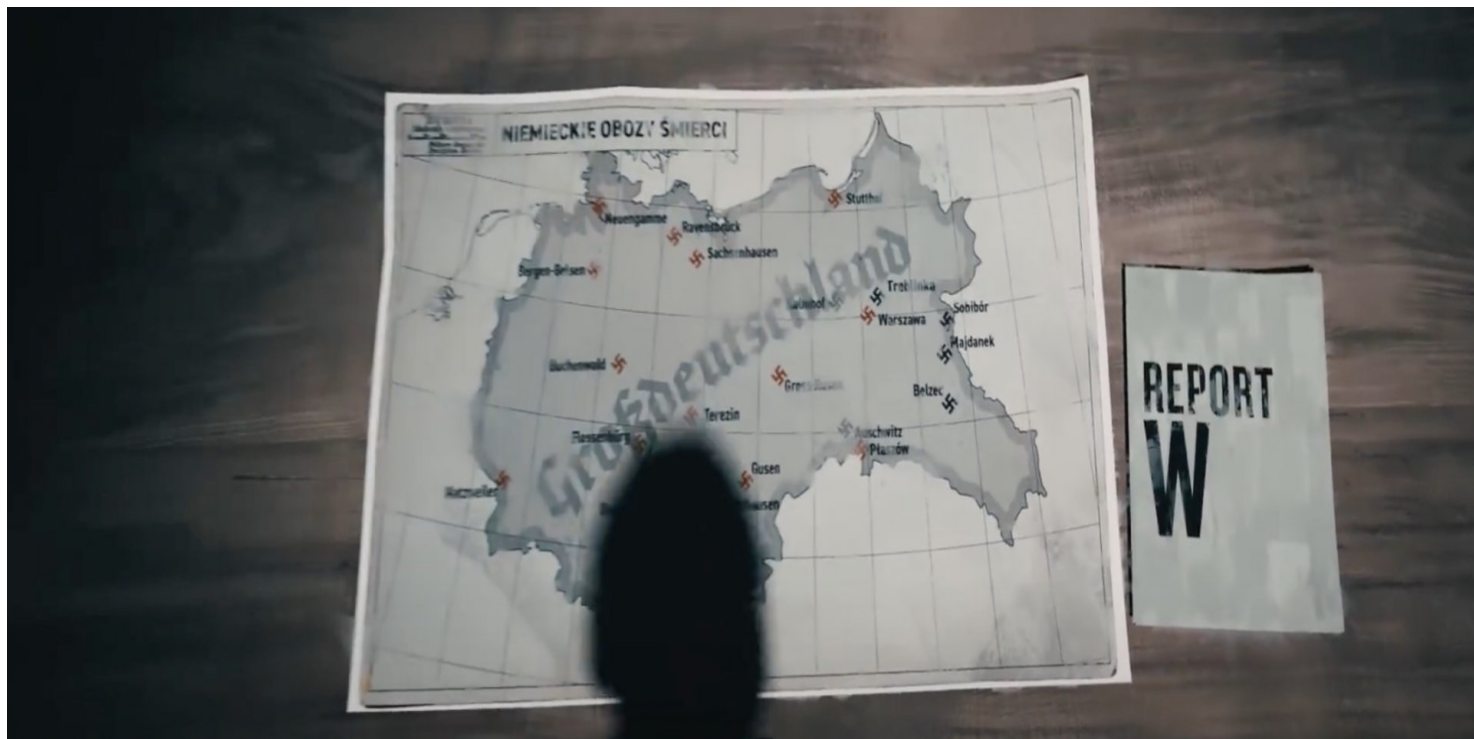 NIEMIECKIE OBOZY ŚMIERCI
Stutthof
Neuengamme
Ravensbrück
Sachsenhausen
Bergen-Belsen
Treblinka
Sobibór
Warszawa
Majdanek
Großdeutschland
Buchenwald
Belzec
Terezin
Auschwitz
Flossenbürg
Płaszów
Gusen
Natzweiler
REPORT
W